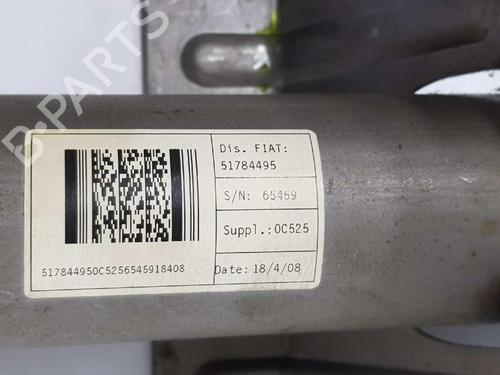 Dis. FIAT:
51784495
S/N: 65459
Suppl.:0C525
Date: 18/4/08
517844950C5256545918408
B PARTS